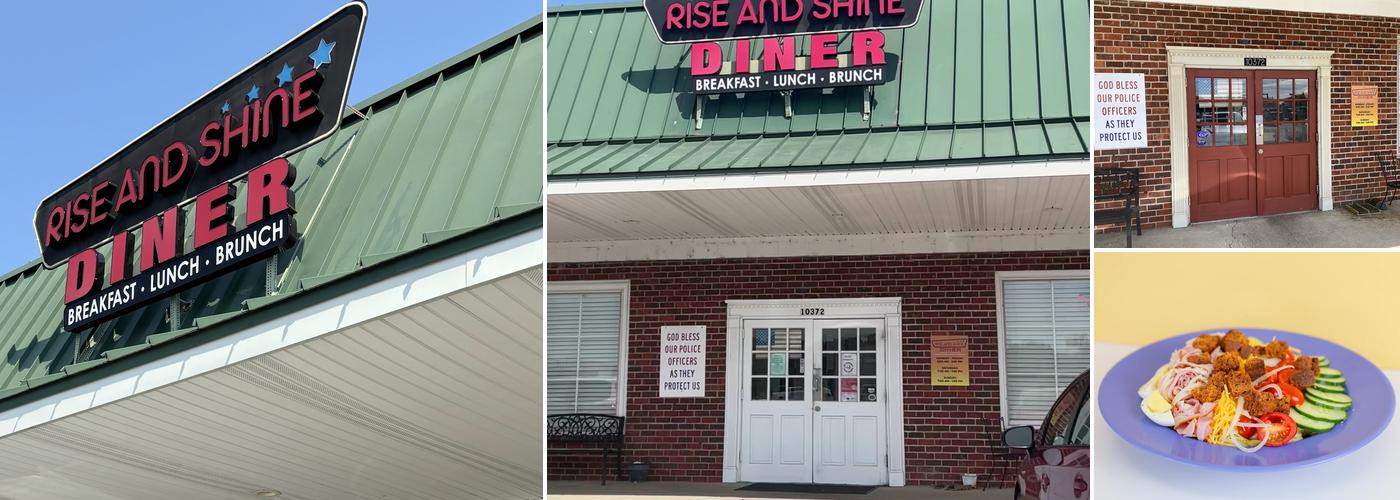 RISE AND SHINE
DINER
BREAKFAST · LUNCH · BRUNCH
RISE AND SHINE
DINER
BREAKFAST · LUNCH · BRUNCH
10372
GOD BLESS
OUR POLICE
OFFICERS
AS THEY
PROTECT US
10372
GOD BLESS
OUR POLICE
OFFICERS
AS THEY
PROTECT US